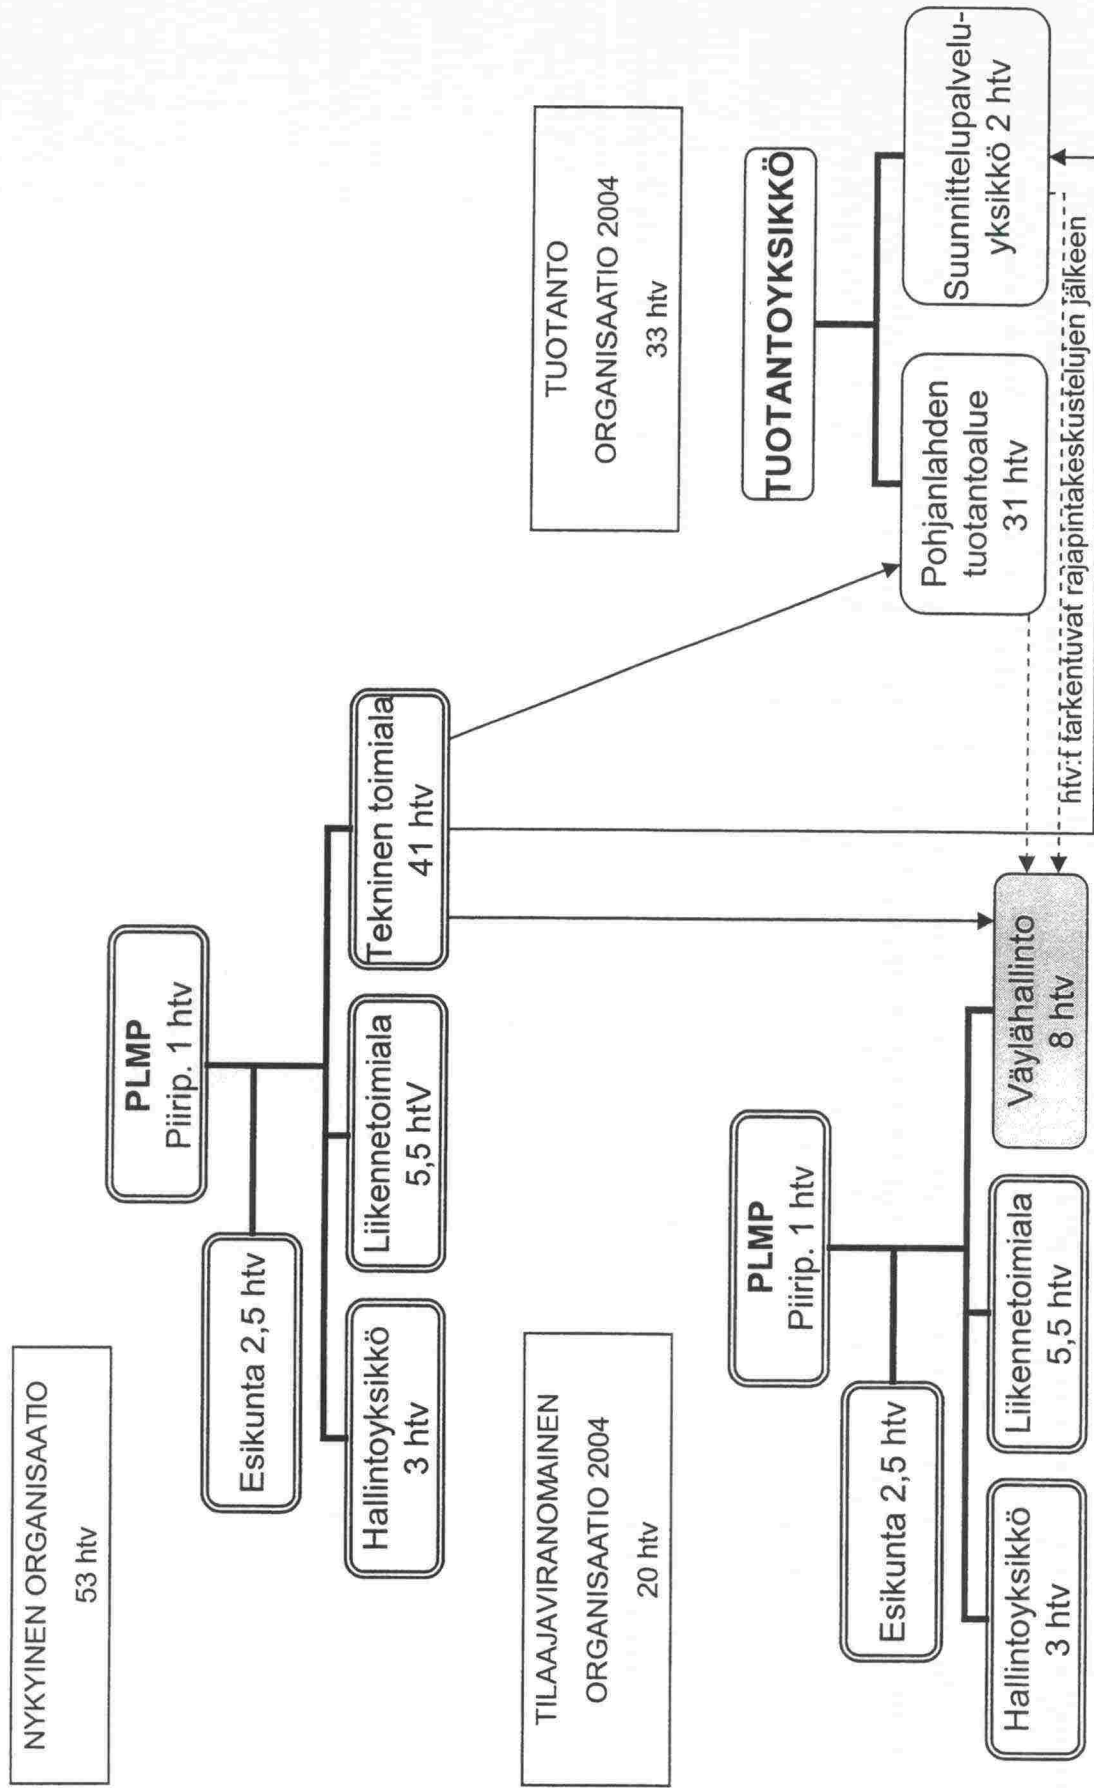 NYKYINEN ORGANISAATIO
53 htv
PLMP
Piirip. 1 htv
Esikunta 2,5 htv
Hallintoyksikkö
3 htv
Liikennetoimiala
5,5 htV
Tekninen toimiala
41 htv
TILAAJAVIRANOMAINEN
ORGANISAATIO 2004
20 htv
PLMP
Piirip. 1 htv
Esikunta 2,5 htv
Hallintoyksikkö
3 htv
Liikennetoimiala
5,5 htv
Väylähallinto
8 htv
TUOTANTO
ORGANISAATIO 2004
33 htv
TUOTANTOYKSIKKÖ
Pohjanlahden
tuotantoalue
31 htv
Suunnittelupalvelu-
yksikkö 2 htv
htv:t tarkentuvat rajapintakeskustelujen jälkeen